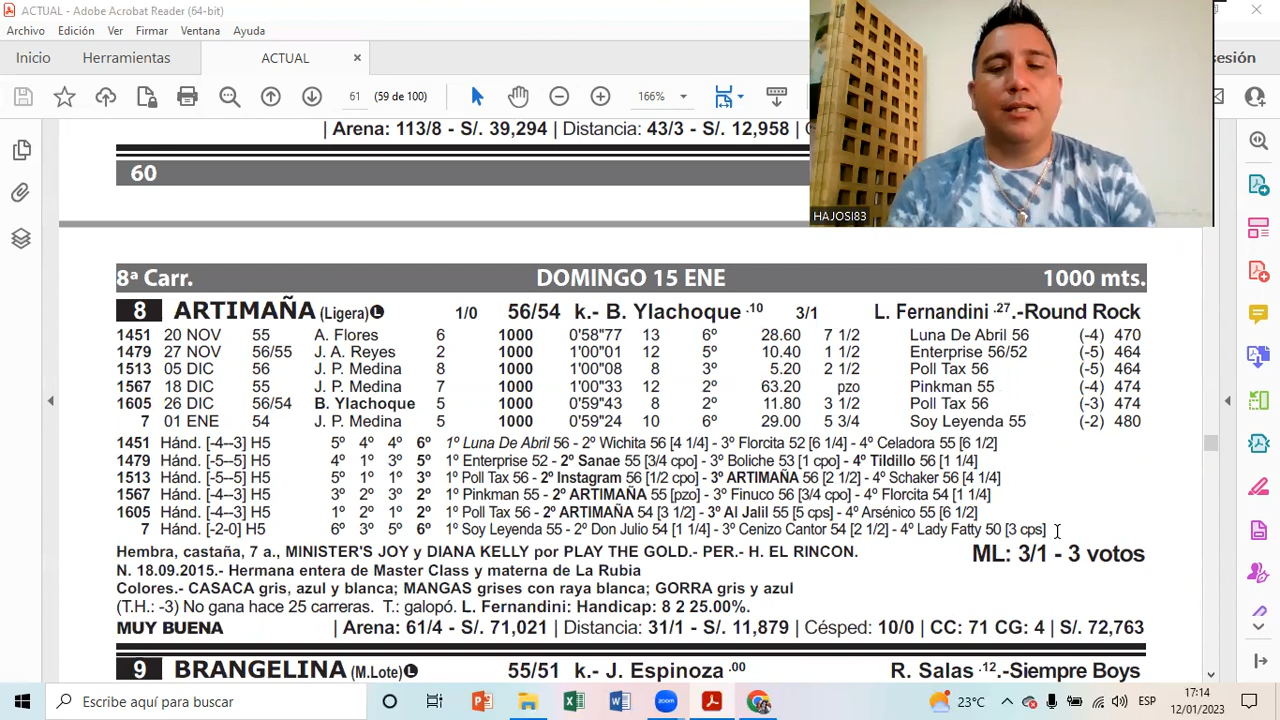 ACTUAL - Adobe Acrobat Reader (64-bit)
Archivo Edición Ver Firmar Ventana Ayuda
Inicio Herramientas ACTUAL × sesión
61 (59 de 100) 166%
HAJOSI83
| Arena: 113/8 - S/. 39,294 | Distancia: 43/3 - S/. 12,958 |
60
8ª Carr. DOMINGO 15 ENE 1000 mts.
8 ARTIMAÑA (Ligera) L 1/0 56/54 k.- B. Ylachoque .10 3/1 L. Fernandini .27.-Round Rock
1451 20 NOV 55 A. Flores 6 1000 0'58"77 13 6º 28.60 7 1/2 Luna De Abril 56 (-4) 470
1479 27 NOV 56/55 J. A. Reyes 2 1000 1'00"01 12 5º 10.40 1 1/2 Enterprise 56/52 (-5) 464
1513 05 DIC 56 J. P. Medina 8 1000 1'00"08 8 3º 5.20 2 1/2 Poll Tax 56 (-5) 464
1567 18 DIC 55 J. P. Medina 7 1000 1'00"33 12 2º 63.20 pzo Pinkman 55 (-4) 474
1605 26 DIC 56/54 B. Ylachoque 5 1000 0'59"43 8 2º 11.80 3 1/2 Poll Tax 56 (-3) 474
7 01 ENE 54 J. P. Medina 5 1000 0'59"24 10 6º 29.00 5 3/4 Soy Leyenda 55 (-2) 480
1451 Hánd. [-4--3] H5 5º 4º 4º 6º 1º Luna De Abril 56 - 2º Wichita 56 [4 1/4] - 3º Florcita 52 [6 1/4] - 4º Celadora 55 [6 1/2]
1479 Hánd. [-5--5] H5 4º 1º 3º 5º 1º Enterprise 52 - 2º Sanae 55 [3/4 cpo] - 3º Boliche 53 [1 cpo] - 4º Tildillo 56 [1 1/4]
1513 Hánd. [-5--4] H5 5º 1º 1º 3º 1º Poll Tax 56 - 2º Instagram 56 [1/2 cpo] - 3º ARTIMAÑA 56 [2 1/2] - 4º Schaker 56 [4 1/4]
1567 Hánd. [-4--3] H5 3º 2º 3º 2º 1º Pinkman 55 - 2º ARTIMAÑA 55 [pzo] - 3º Finuco 56 [3/4 cpo] - 4º Florcita 54 [1 1/4]
1605 Hánd. [-4--3] H5 1º 1º 2º 2º 1º Poll Tax 56 - 2º ARTIMAÑA 54 [3 1/2] - 3º Al Jalil 55 [5 cps] - 4º Arsénico 55 [6 1/2]
7 Hánd. [-2-0] H5 6º 3º 5º 6º 1º Soy Leyenda 55 - 2º Don Julio 54 [1 1/4] - 3º Cenizo Cantor 54 [2 1/2] - 4º Lady Fatty 50 [3 cps]
Hembra, castaña, 7 a., MINISTER'S JOY y DIANA KELLY por PLAY THE GOLD.- PER.- H. EL RINCON. ML: 3/1 - 3 votos
N. 18.09.2015.- Hermana entera de Master Class y materna de La Rubia
Colores.- CASACA gris, azul y blanca; MANGAS grises con raya blanca; GORRA gris y azul
(T.H.: -3) No gana hace 25 carreras. T.: galopó. L. Fernandini: Handicap: 8 2 25.00%.
MUY BUENA | Arena: 61/4 - S/. 71,021 | Distancia: 31/1 - S/. 11,879 | Césped: 10/0 | CC: 71 CG: 4 | S/. 72,763
9 BRANGELINA (M.Lote) L 55/51 k.- J. Espinoza .00 R. Salas .12.-Siempre Boys
Escribe aquí para buscar 23°C ESP 17:14
12/01/2023